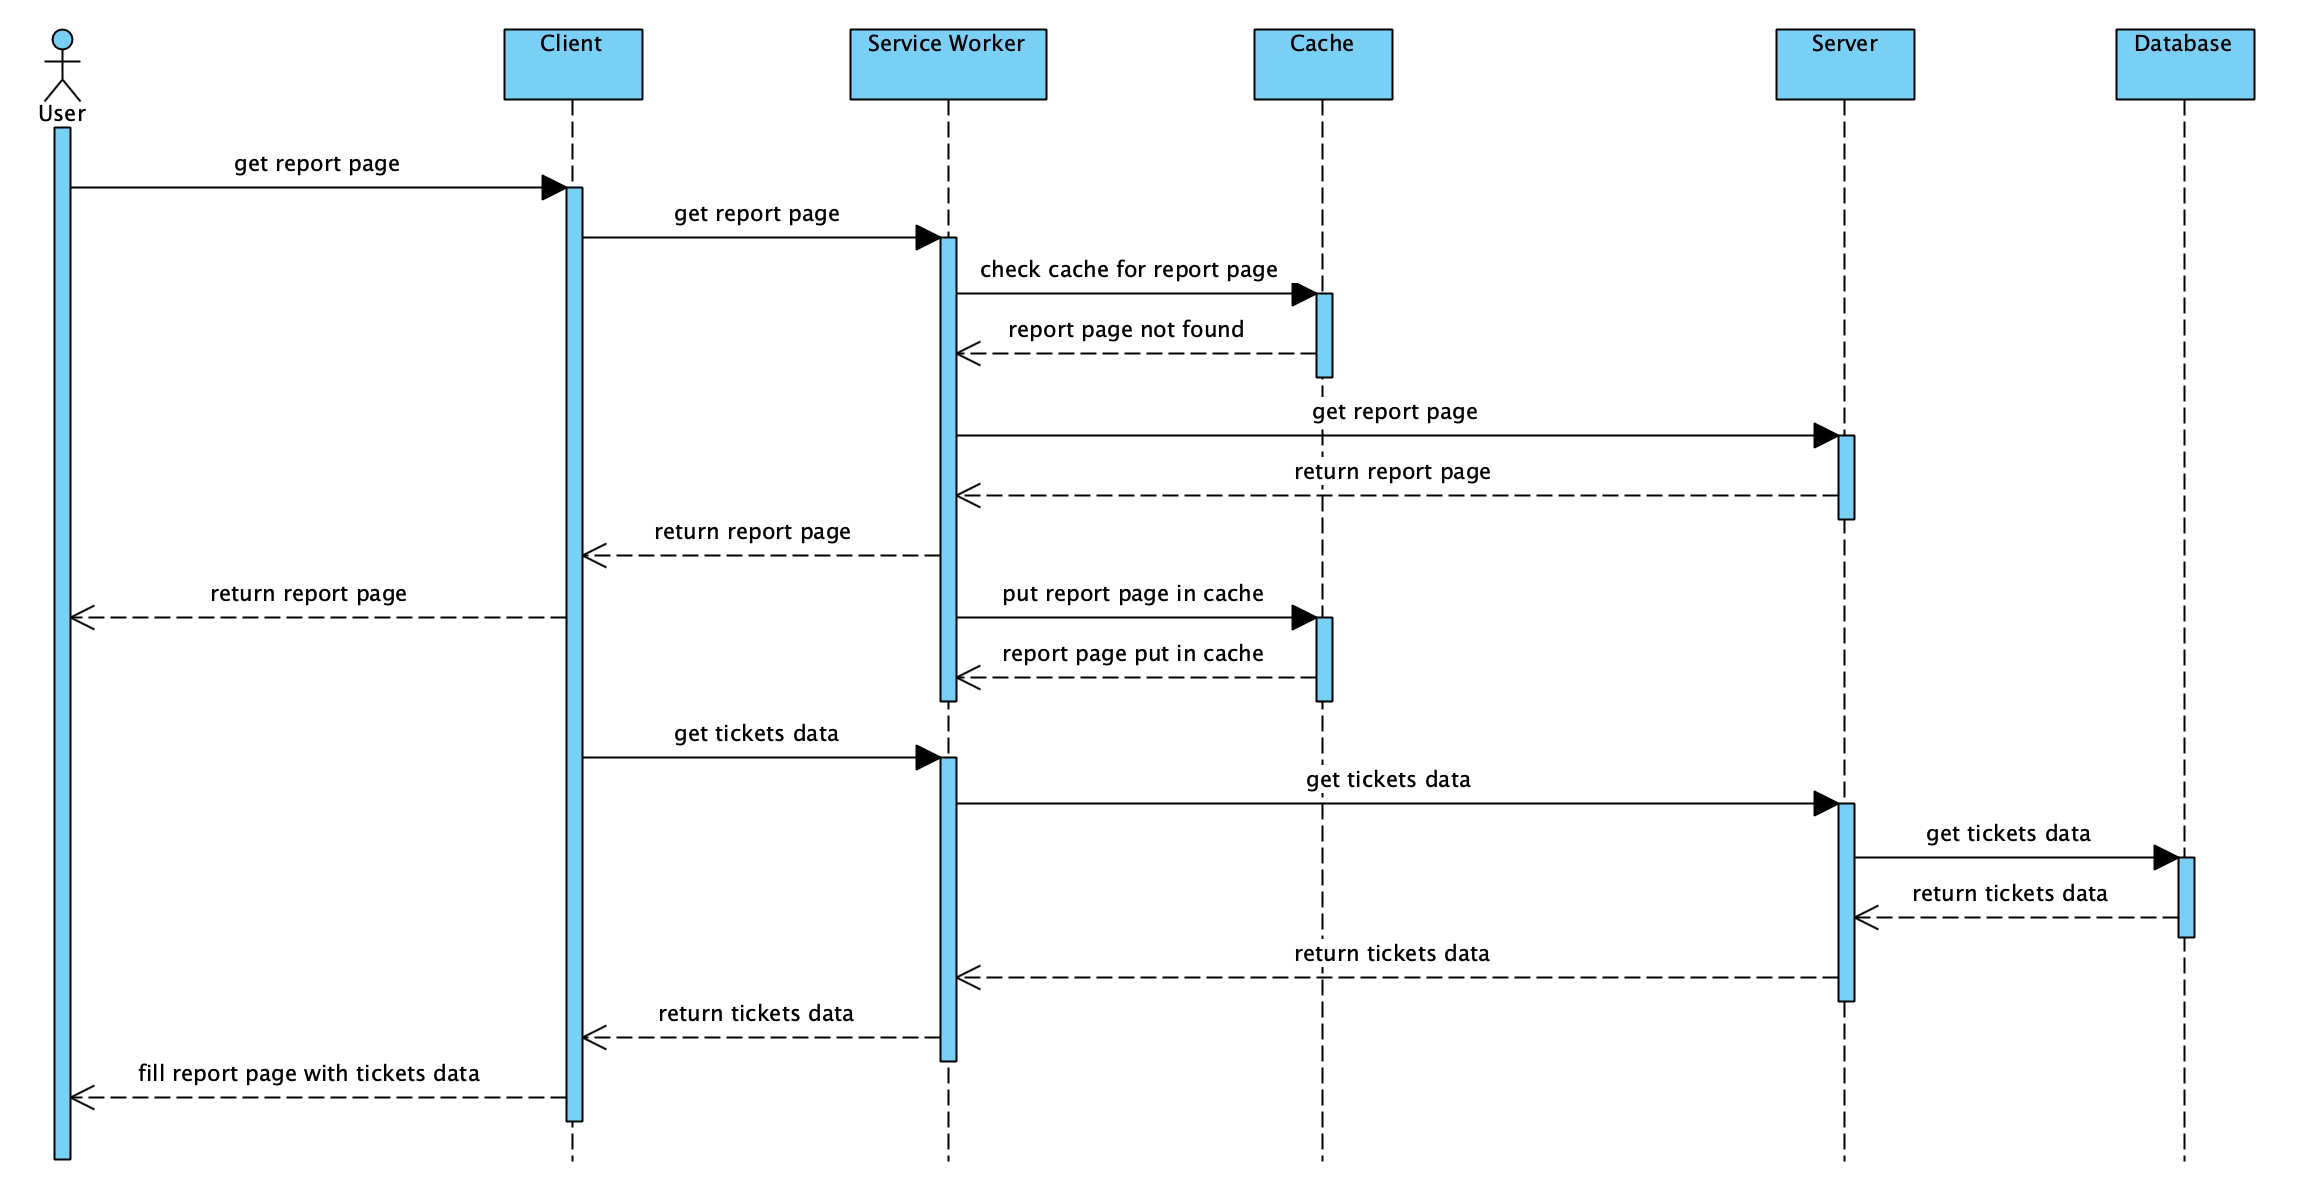 Client
Service Worker
Cache
Server
Database
User
get report page
get report page
check cache for report page
report page not found
get report page
return report page
return report page
return report page
put report page in cache
report page put in cache
get tickets data
get tickets data
get tickets data
return tickets data
return tickets data
return tickets data
fill report page with tickets data